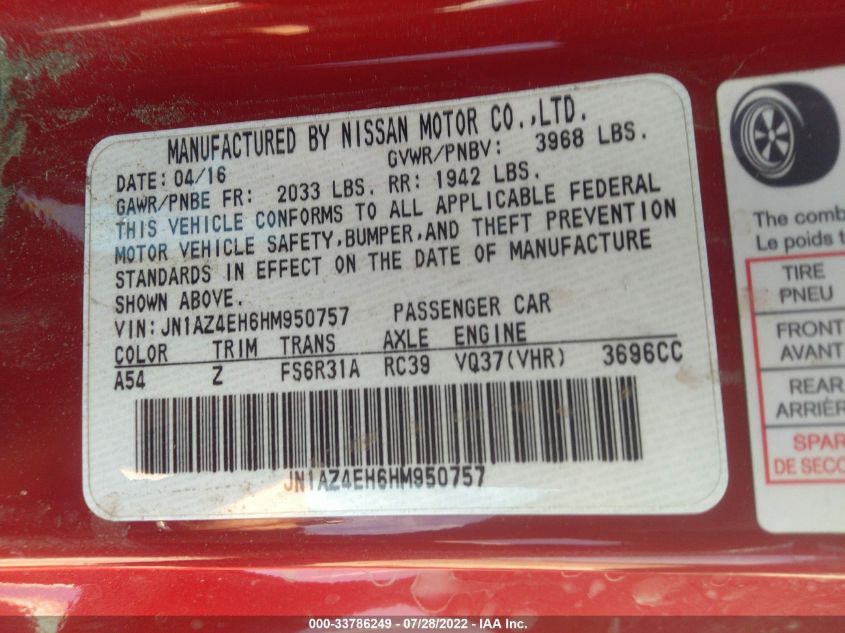 MANUFACTURED BY NISSAN MOTOR CO.,LTD.
DATE: 04/16 GVWR/PNBV: 3968 LBS.
GAWR/PNBE FR: 2033 LBS. RR: 1942 LBS.
THIS VEHICLE CONFORMS TO ALL APPLICABLE FEDERAL
MOTOR VEHICLE SAFETY,BUMPER,AND THEFT PREVENTION
STANDARDS IN EFFECT ON THE DATE OF MANUFACTURE
SHOWN ABOVE.
VIN: JN1AZ4EH6HM950757 PASSENGER CAR
COLOR TRIM TRANS AXLE ENGINE
A54 Z FS6R31A RC39 VQ37(VHR) 3696CC
JN1AZ4EH6HM950757
The comb
Le poids t
TIRE
PNEU
FRONT
AVANT
REAR
ARRIÈR
SPAR
DE SECO
000-33786249 - 07/28/2022 - IAA, Inc.